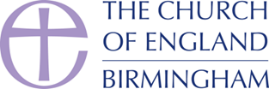 THE CHURCH
OF ENGLAND
BIRMINGHAM